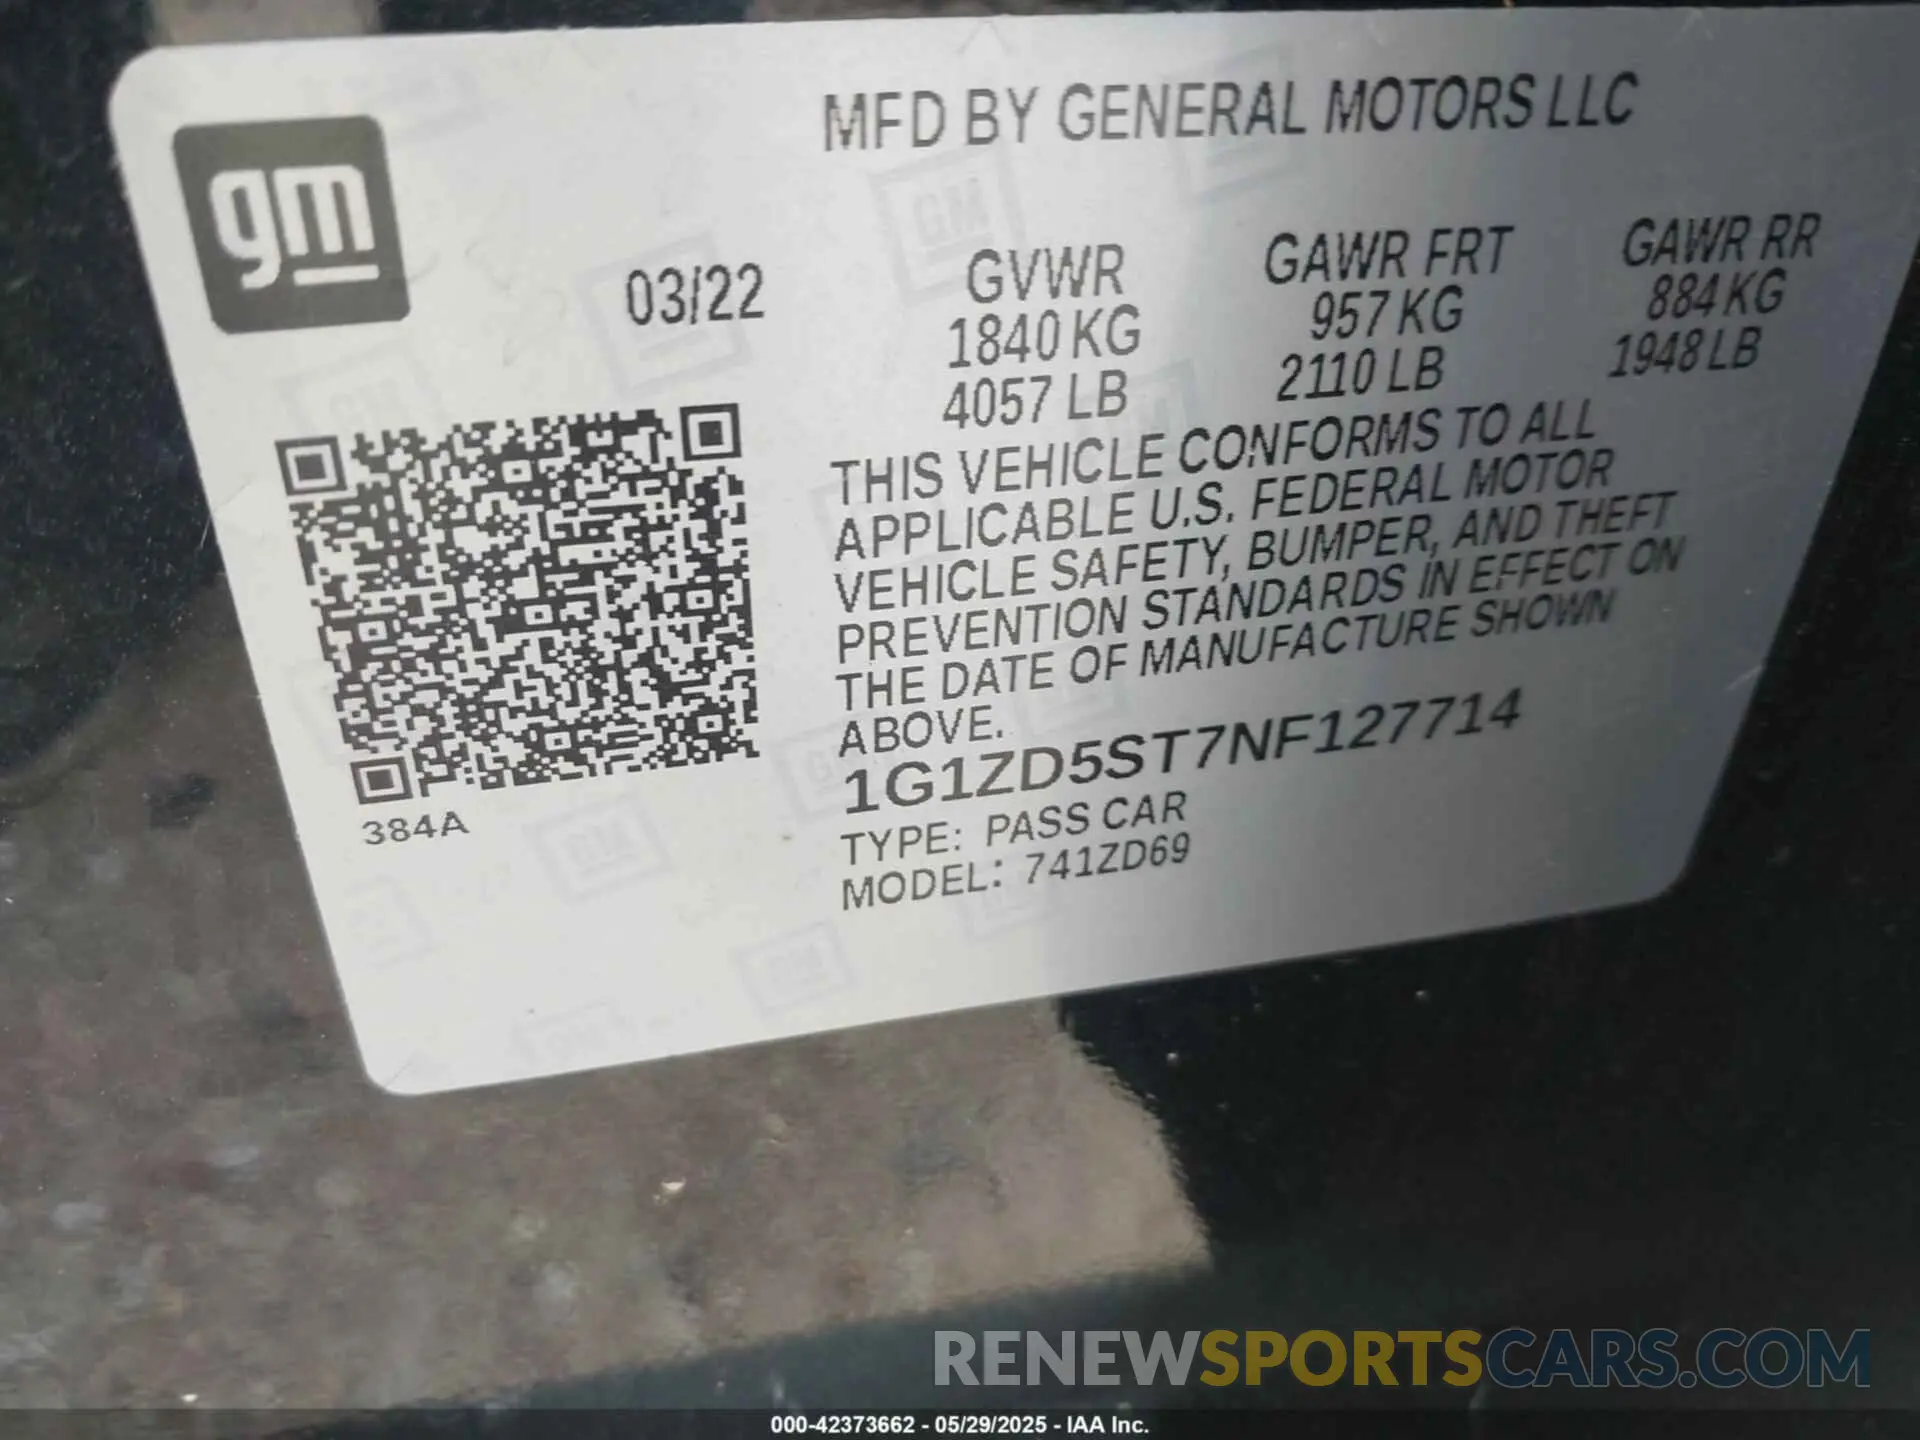 gm
MFD BY GENERAL MOTORS LLC
03/22
GVWR GAWR FRT GAWR RR
1840 KG 957 KG 884 KG
4057 LB 2110 LB 1948 LB
THIS VEHICLE CONFORMS TO ALL
APPLICABLE U.S. FEDERAL MOTOR
VEHICLE SAFETY, BUMPER, AND THEFT
PREVENTION STANDARDS IN EFFECT ON
THE DATE OF MANUFACTURE SHOWN
ABOVE.
1G1ZD5ST7NF127714
384A
TYPE: PASS CAR
MODEL: 741ZD69
RENEWSPORTSCARS.COM
000-42373662 - 05/29/2025 - IAA Inc.